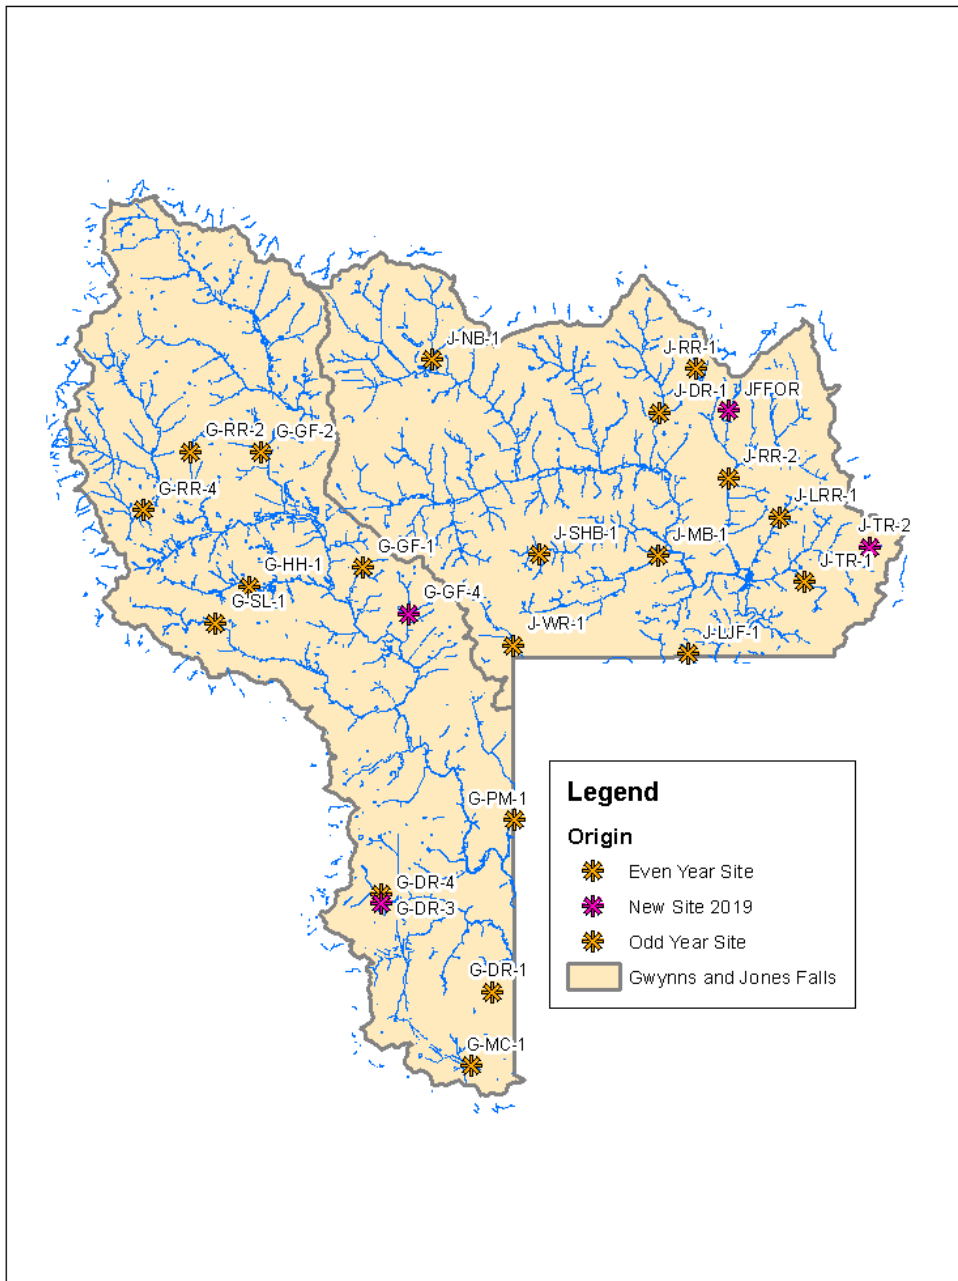 J-NB-1
J-RR-1
J-DR-1
JFFOR
G-RR-2
G-GF-2
J-RR-2
G-RR-4
J-LRR-1
J-TR-2
J-SHB-1
J-MB-1
G-GF-1
G-HH-1
J-TR-1
G-GF-4
G-SL-1
J-WR-1
J-LJF-1
G-PM-1
G-DR-4
G-DR-3
G-DR-1
G-MC-1
Legend
Origin
Even Year Site
New Site 2019
Odd Year Site
Gwynns and Jones Falls